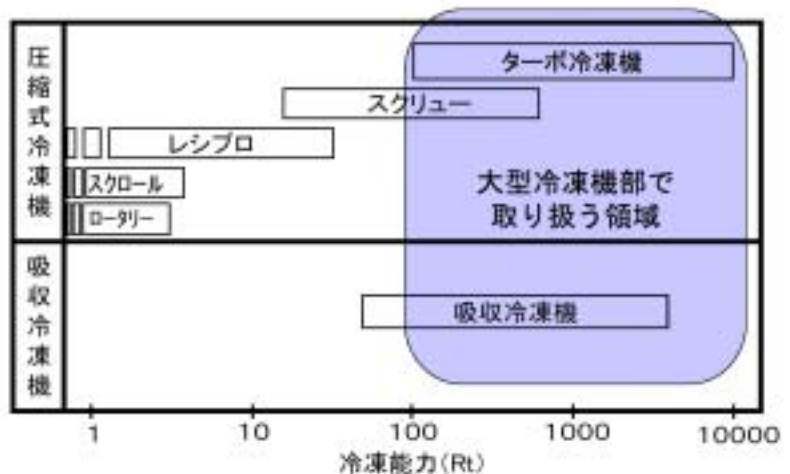 圧縮式冷凍機
ターボ冷凍機
スクリュー
レシプロ
スクロール
ロータリー
大型冷凍機部で
取り扱う領域
吸収冷凍機
吸収冷凍機
1 10 100 1000 10000
冷凍能力(Rt)